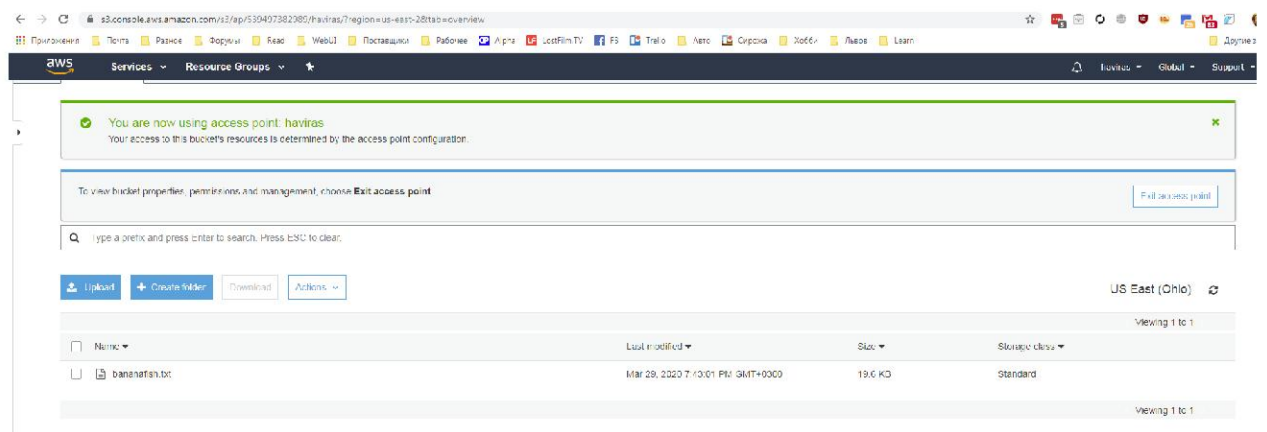 s3.console.aws.amazon.com/s3/ap/539497382989/haviras/?region=us-east-2&tab=overview
Приложения Почта Разное Форумы Read WebUI Поставщики Рабочее Alpha LostFilm.TV Trello Авто Сироха Хобби Львов Learn
aws Services Resource Groups haviras Global Support
You are now using access point: haviras
Your access to this bucket's resources is determined by the access point configuration.
To view bucket properties, permissions and management, choose Exit access point
Exit access point
Type a prefix and press Enter to search. Press ESC to clear.
Upload Create folder Download Actions US East (Ohio)
Viewing 1 to 1
Name Last modified Size Storage class
bananafish.txt Mar 29, 2020 7:43:01 PM GMT+0300 19.6 KB Standard
Viewing 1 to 1